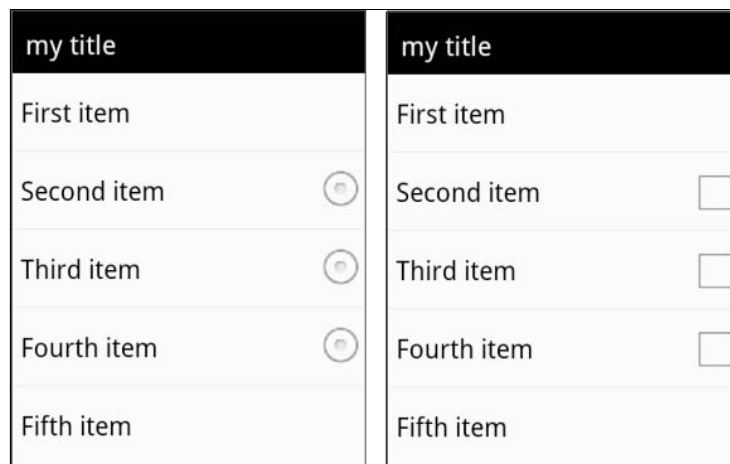 my title
First item
Second item
Third item
Fourth item
Fifth item
my title
First item
Second item
Third item
Fourth item
Fifth item